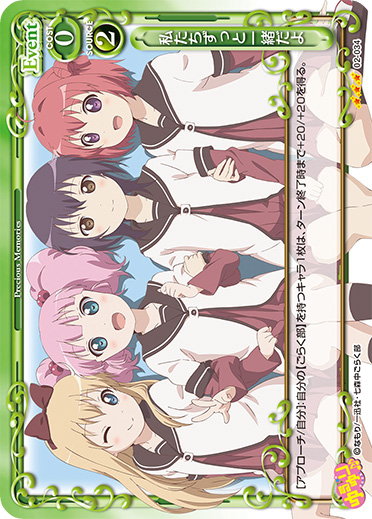 Event
COST
0
SOURCE
2
私たちずっと一緒だよ
02-094
Precious Memories
[アプローチ/自分]:自分の【ごらく部】を持つキャラ1枚は、ターン終了時まで+20/+20を得る。
©なもり/一迅社・七森中ごらく部